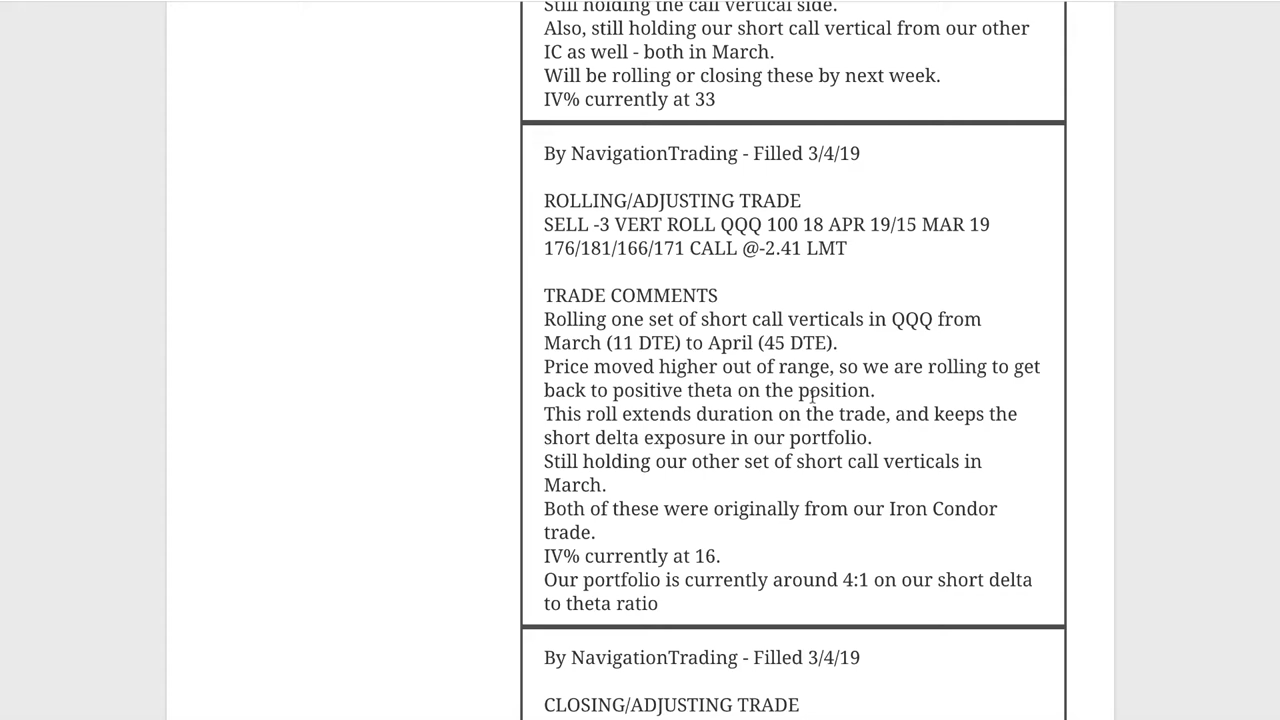 Still holding the call vertical side.
Also, still holding our short call vertical from our other
IC as well - both in March.
Will be rolling or closing these by next week.
IV% currently at 33
By NavigationTrading - Filled 3/4/19
ROLLING/ADJUSTING TRADE
SELL -3 VERT ROLL QQQ 100 18 APR 19/15 MAR 19
176/181/166/171 CALL @-2.41 LMT
TRADE COMMENTS
Rolling one set of short call verticals in QQQ from
March (11 DTE) to April (45 DTE).
Price moved higher out of range, so we are rolling to get
back to positive theta on the position.
This roll extends duration on the trade, and keeps the
short delta exposure in our portfolio.
Still holding our other set of short call verticals in
March.
Both of these were originally from our Iron Condor
trade.
IV% currently at 16.
Our portfolio is currently around 4:1 on our short delta
to theta ratio
By NavigationTrading - Filled 3/4/19
CLOSING/ADJUSTING TRADE